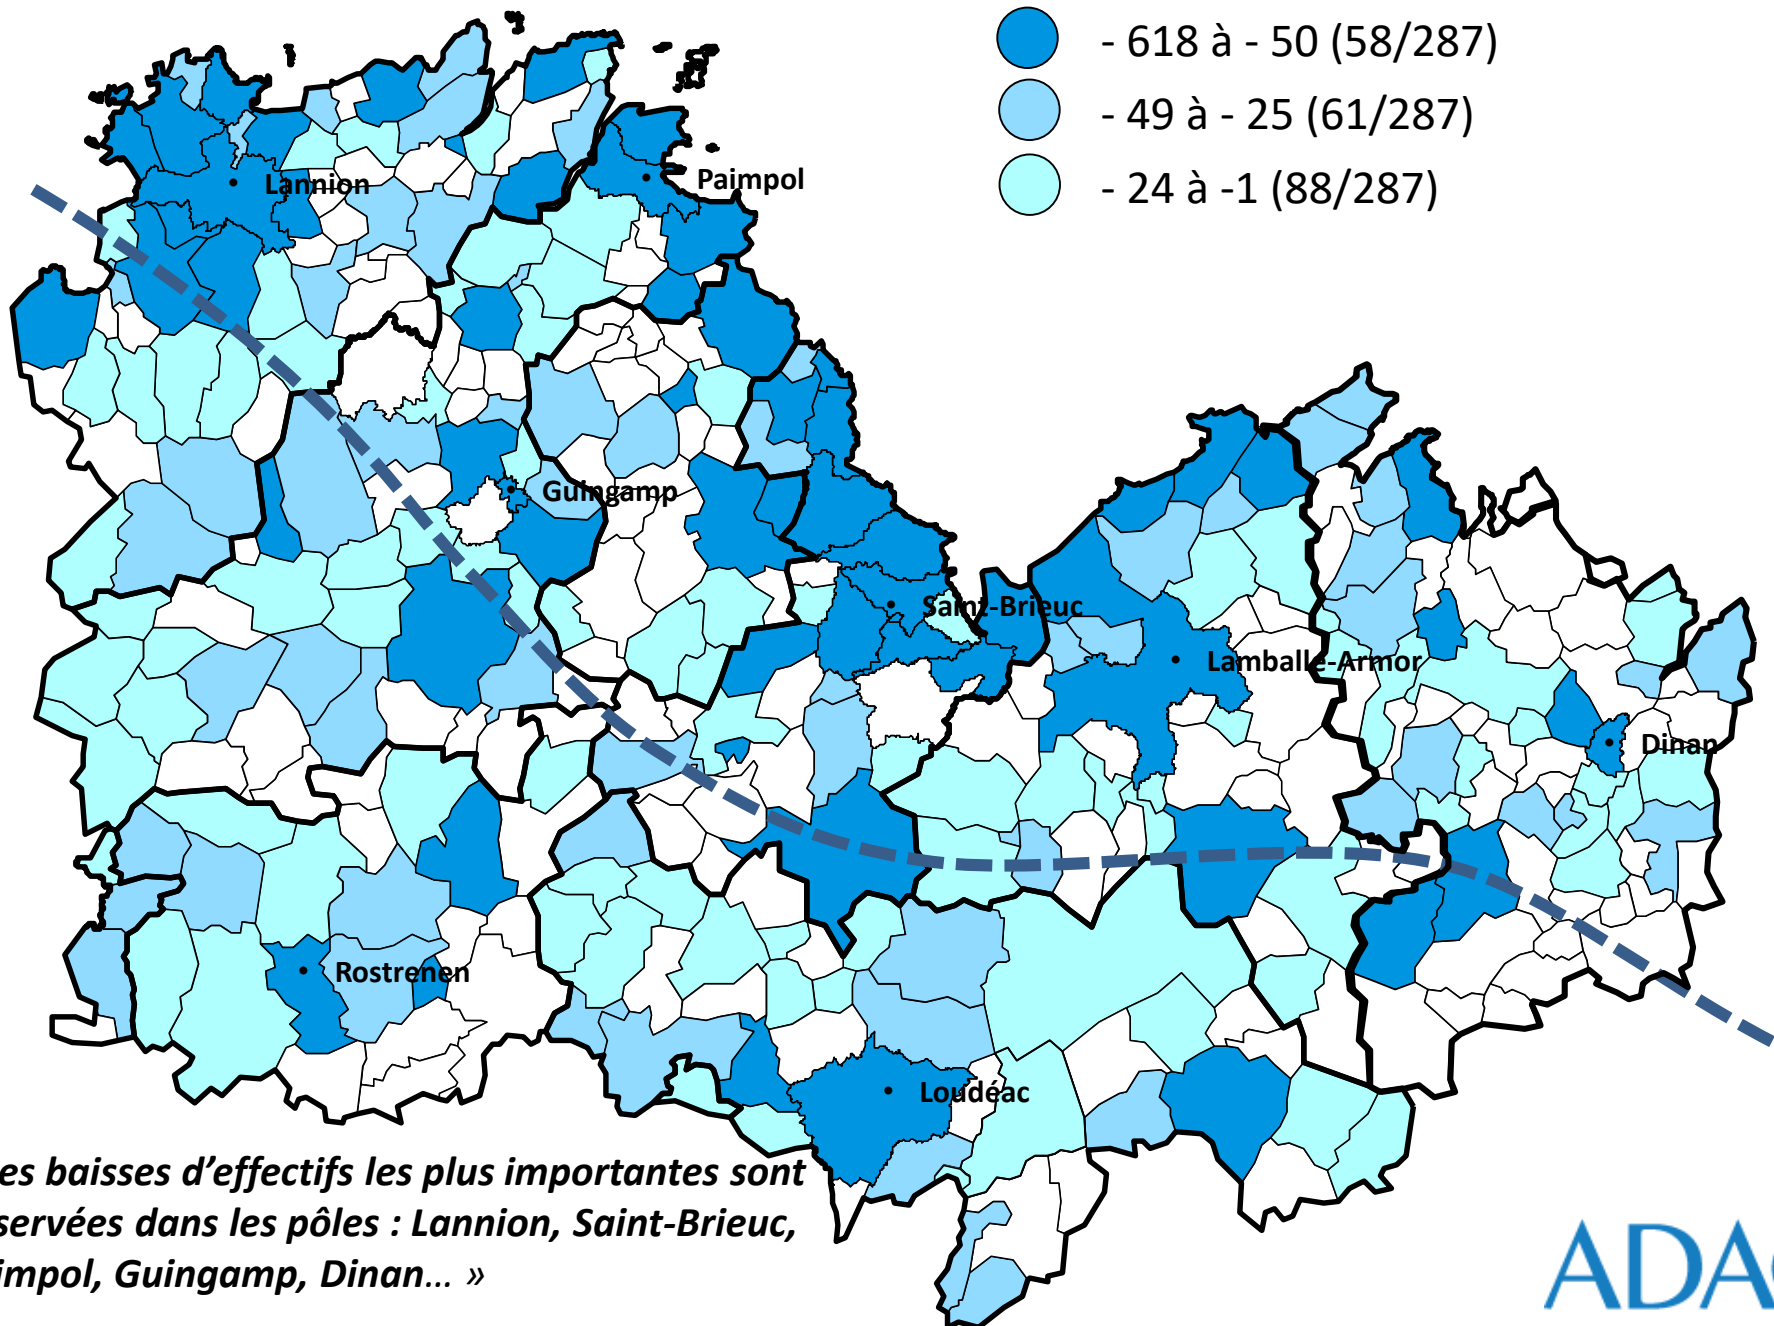 - 618 à - 50 (58/287)
- 49 à - 25 (61/287)
- 24 à -1 (88/287)
Lannion
Paimpol
Guingamp
Saint-Brieuc
Lamballe-Armor
Dinan
Rostrenen
Loudéac
es baisses d’effectifs les plus importantes sont
servées dans les pôles : Lannion, Saint-Brieuc,
impol, Guingamp, Dinan... »
ADA